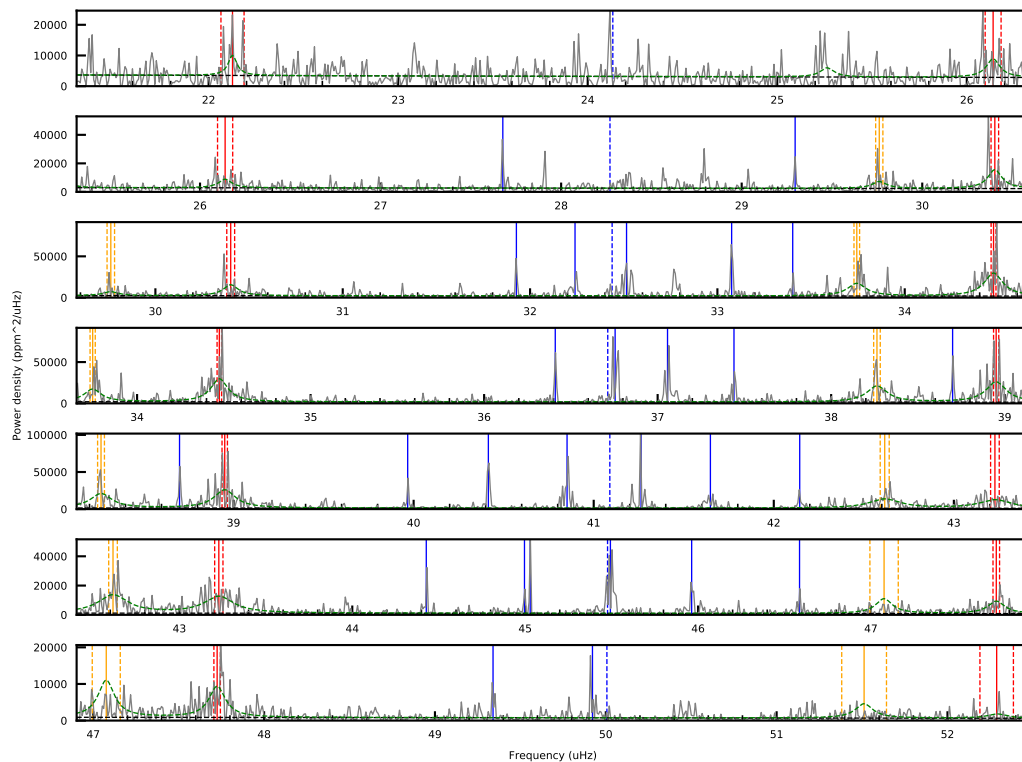 20000
10000
0
22 23 24 25 26
40000
20000
0
26 27 28 29 30
50000
0
30 31 32 33 34
Power density (ppm^2/uHz)
50000
0
34 35 36 37 38 39
100000
50000
0
39 40 41 42 43
40000
20000
0
43 44 45 46 47
20000
10000
0
47 48 49 50 51 52
Frequency (uHz)